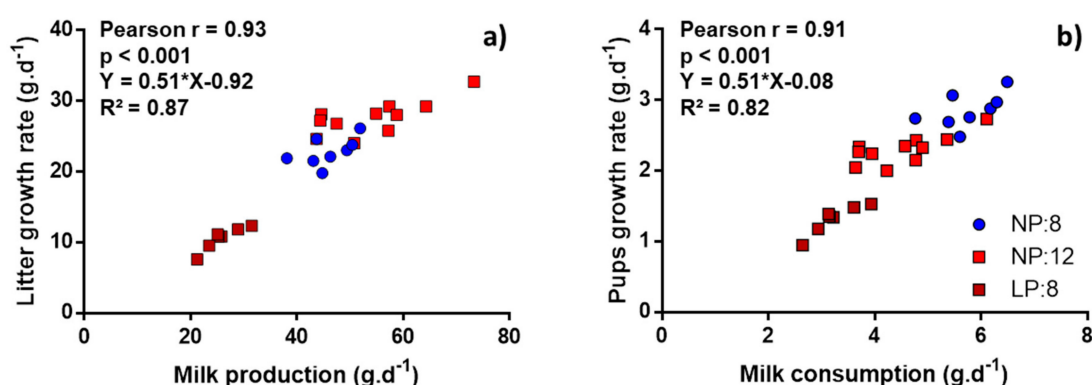 Pearson r = 0.93
p < 0.001
Y = 0.51*X-0.92
R² = 0.87
a)
Litter growth rate (g.d⁻¹)
40
30
20
10
0
0 20 40 60 80
Milk production (g.d⁻¹)
Pearson r = 0.91
p < 0.001
Y = 0.51*X-0.08
R² = 0.82
b)
Pups growth rate (g.d⁻¹)
4
3
2
1
0
0 2 4 6 8
Milk consumption (g.d⁻¹)
NP:8
NP:12
LP:8